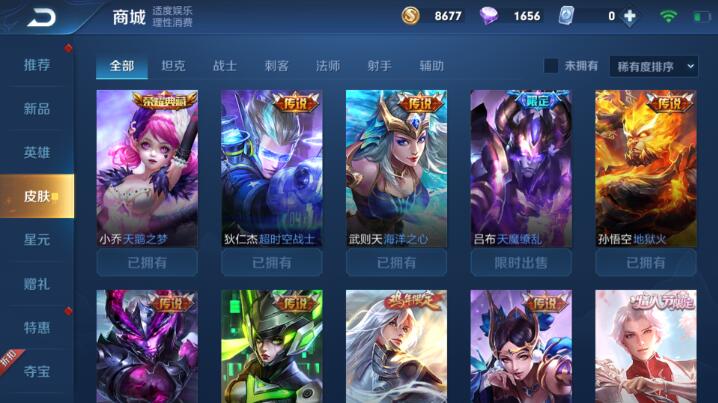 商城
适度娱乐
理性消费
8677
1656
0
推荐
新品
英雄
皮肤
星元
赠礼
特惠
折扣
夺宝
全部 坦克 战士 刺客 法师 射手 辅助
未拥有
稀有度排序
荣耀典藏
小乔 天鹅之梦
已拥有
传说
狄仁杰 超时空战士
已拥有
传说
武则天 海洋之心
已拥有
限定
吕布 天魔缭乱
限时出售
传说
孙悟空 地狱火
已拥有
传说
传说
鸡年限定
传说
情人节限定